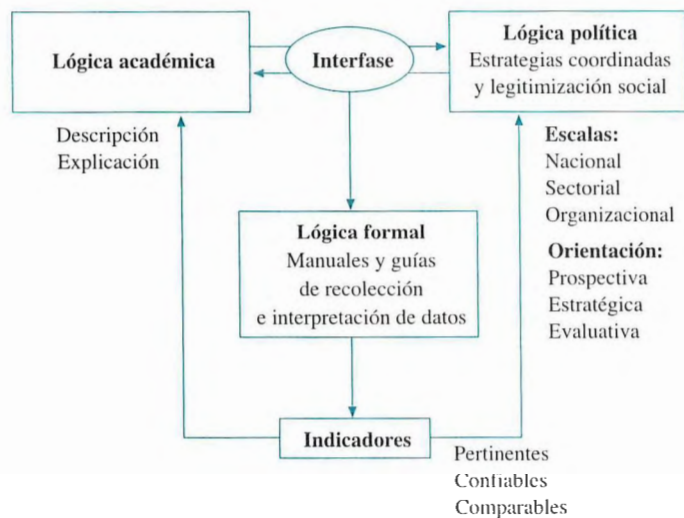 Lógica académica
Interfase
Lógica política
Estrategias coordinadas
y legitimización social
Descripción
Explicación
Escalas:
Nacional
Sectorial
Organizacional
Orientación:
Prospectiva
Estratégica
Evaluativa
Lógica formal
Manuales y guías
de recolección
e interpretación de datos
Indicadores
Pertinentes
Confiables
Comparables